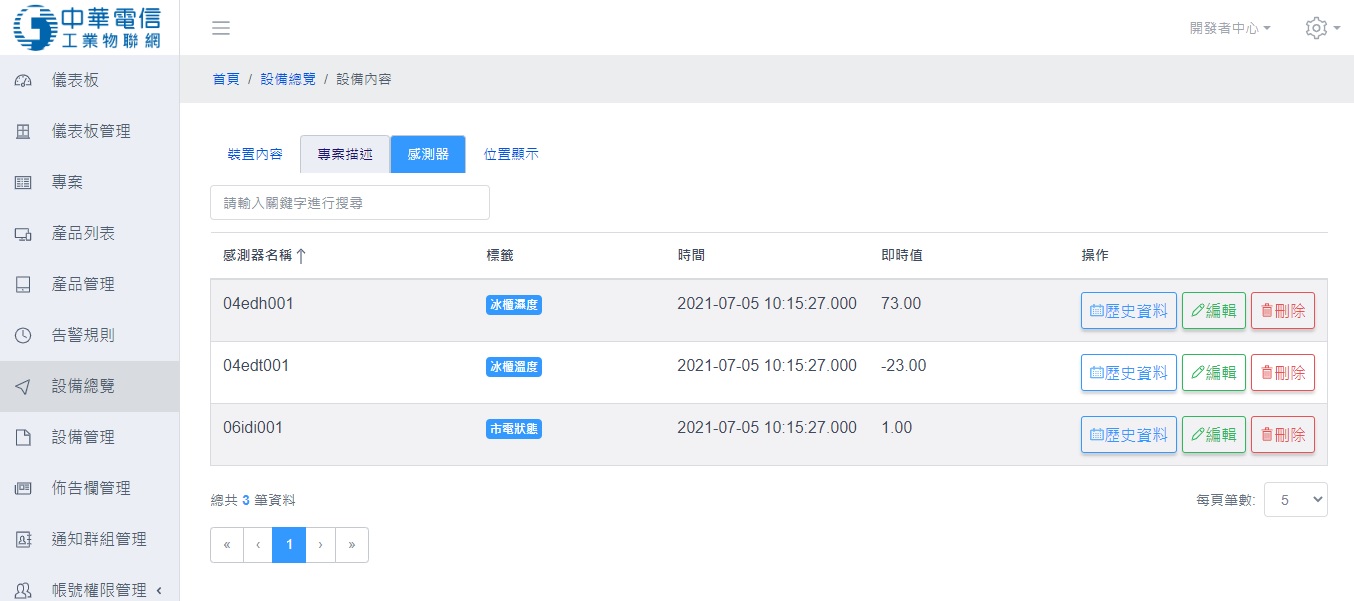 中華電信
工業物聯網
開發者中心
儀表板
儀表板管理
專案
產品列表
產品管理
告警規則
設備總覽
設備管理
佈告欄管理
通知群組管理
帳號權限管理
首頁 / 設備總覽 / 設備內容
裝置內容 專案描述 感測器 位置顯示
請輸入關鍵字進行搜尋
感測器名稱↑ 標籤 時間 即時值 操作
04edh001 冰櫃濕度 2021-07-05 10:15:27.000 73.00 歷史資料 編輯 刪除
04edt001 冰櫃溫度 2021-07-05 10:15:27.000 -23.00 歷史資料 編輯 刪除
06idi001 市電狀態 2021-07-05 10:15:27.000 1.00 歷史資料 編輯 刪除
總共 3 筆資料 每頁筆數: 5
« ‹ 1 › »